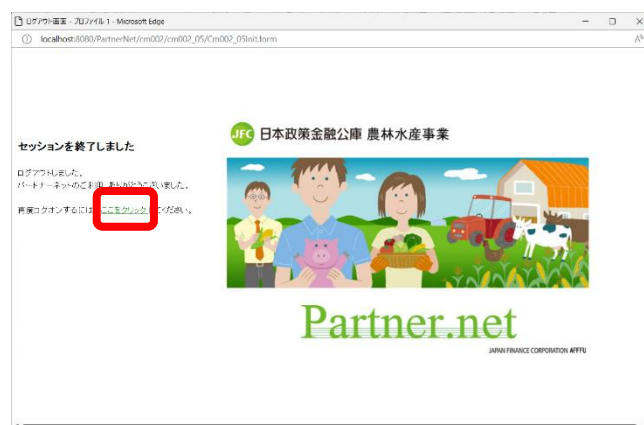 ログアウト画面 - プロファイル 1 - Microsoft Edge
localhost:8080/PartnerNet/cm002/cm002_05/Cm002_05Init.form
JFC 日本政策金融公庫 農林水産事業
セッションを終了しました
ログアウトしました。
パートナーネットのご利用、ありがとうございました。
再度ログオンするには ここをクリック してください。
Partner.net
JAPAN FINANCE CORPORATION AFFFU